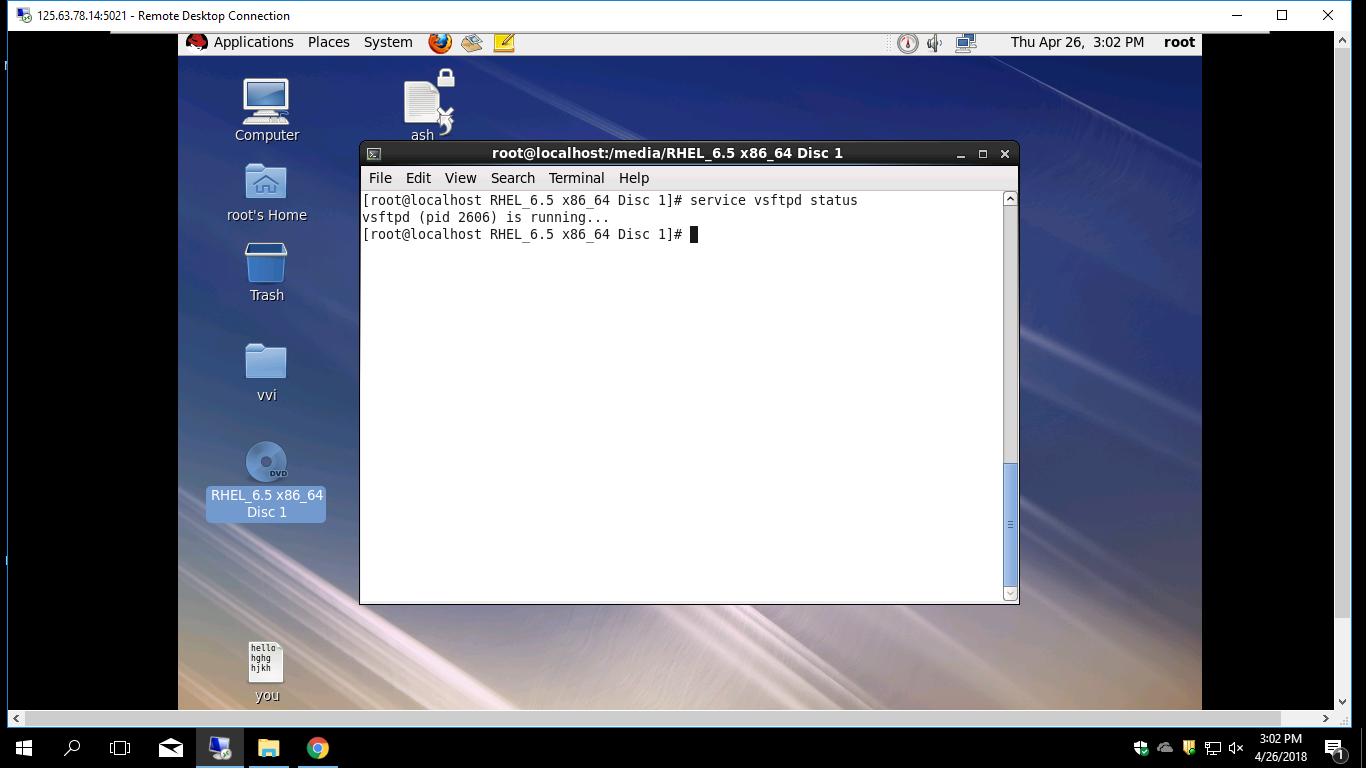 125.63.78.14:5021 - Remote Desktop Connection
Applications Places System
Thu Apr 26, 3:02 PM root
Computer
ash
root's Home
Trash
vvi
DVD
RHEL_6.5 x86_64
Disc 1
hello
hghg
hjkh
you
root@localhost:/media/RHEL_6.5 x86_64 Disc 1
File Edit View Search Terminal Help
[root@localhost RHEL_6.5 x86_64 Disc 1]# service vsftpd status
vsftpd (pid 2606) is running...
[root@localhost RHEL_6.5 x86_64 Disc 1]#
3:02 PM
4/26/2018
1